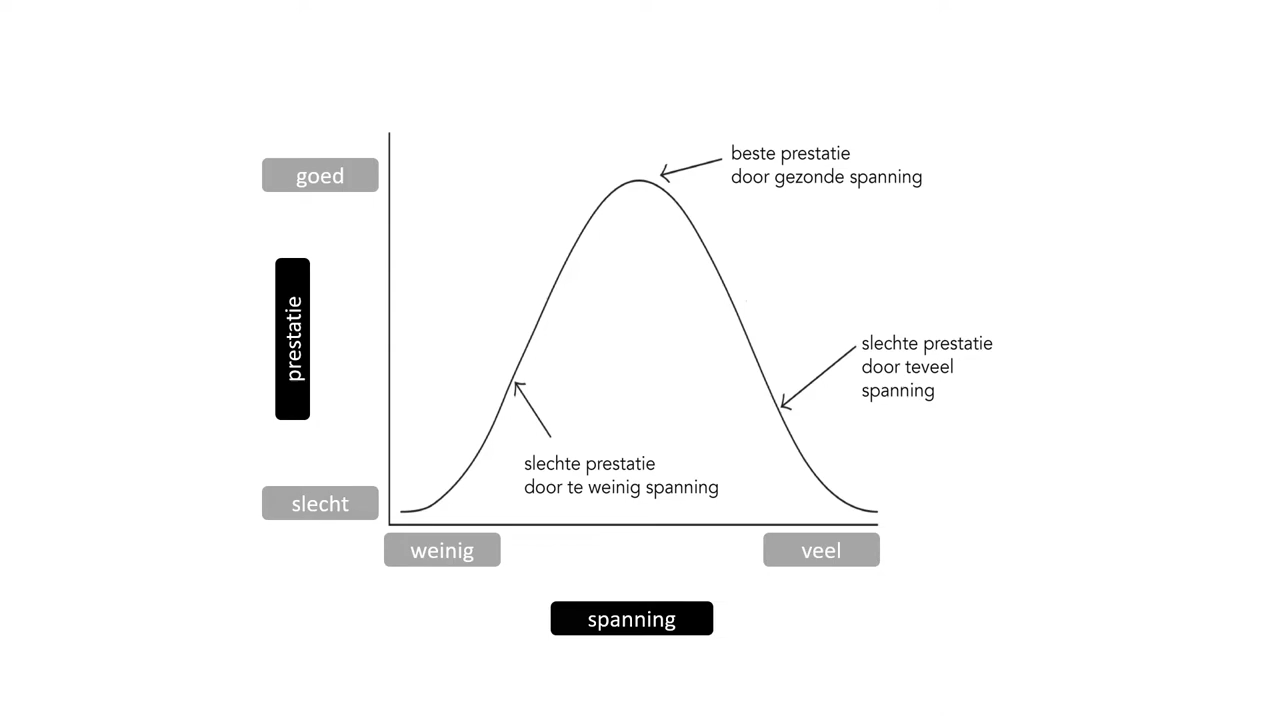 beste prestatie
door gezonde spanning
goed
prestatie
slechte prestatie
door teveel
spanning
slechte prestatie
door te weinig spanning
slecht
weinig
veel
spanning